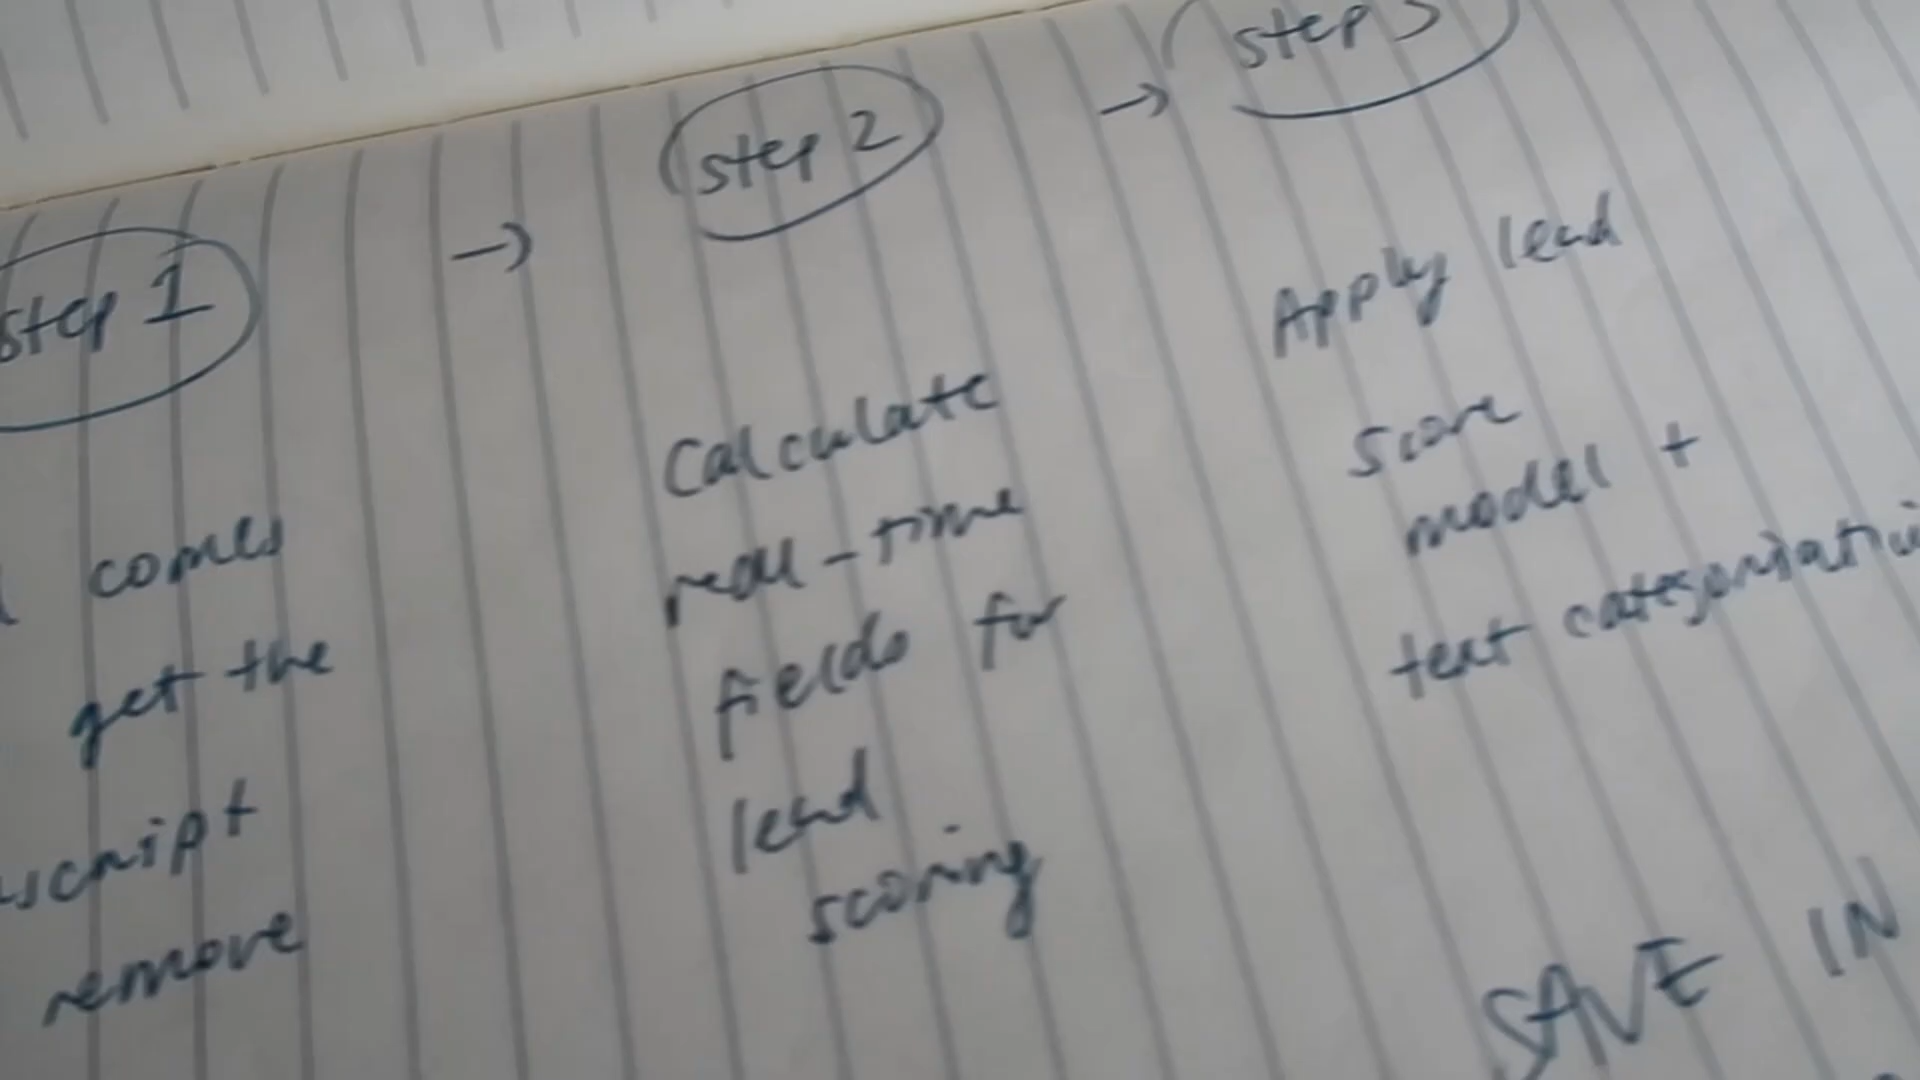 step 1 → step 2 → step 3
comes
get the
script
remove
Calculate
real-time
fields for
lead
scoring
Apply lead
score
model +
text categorization
SAVE IN